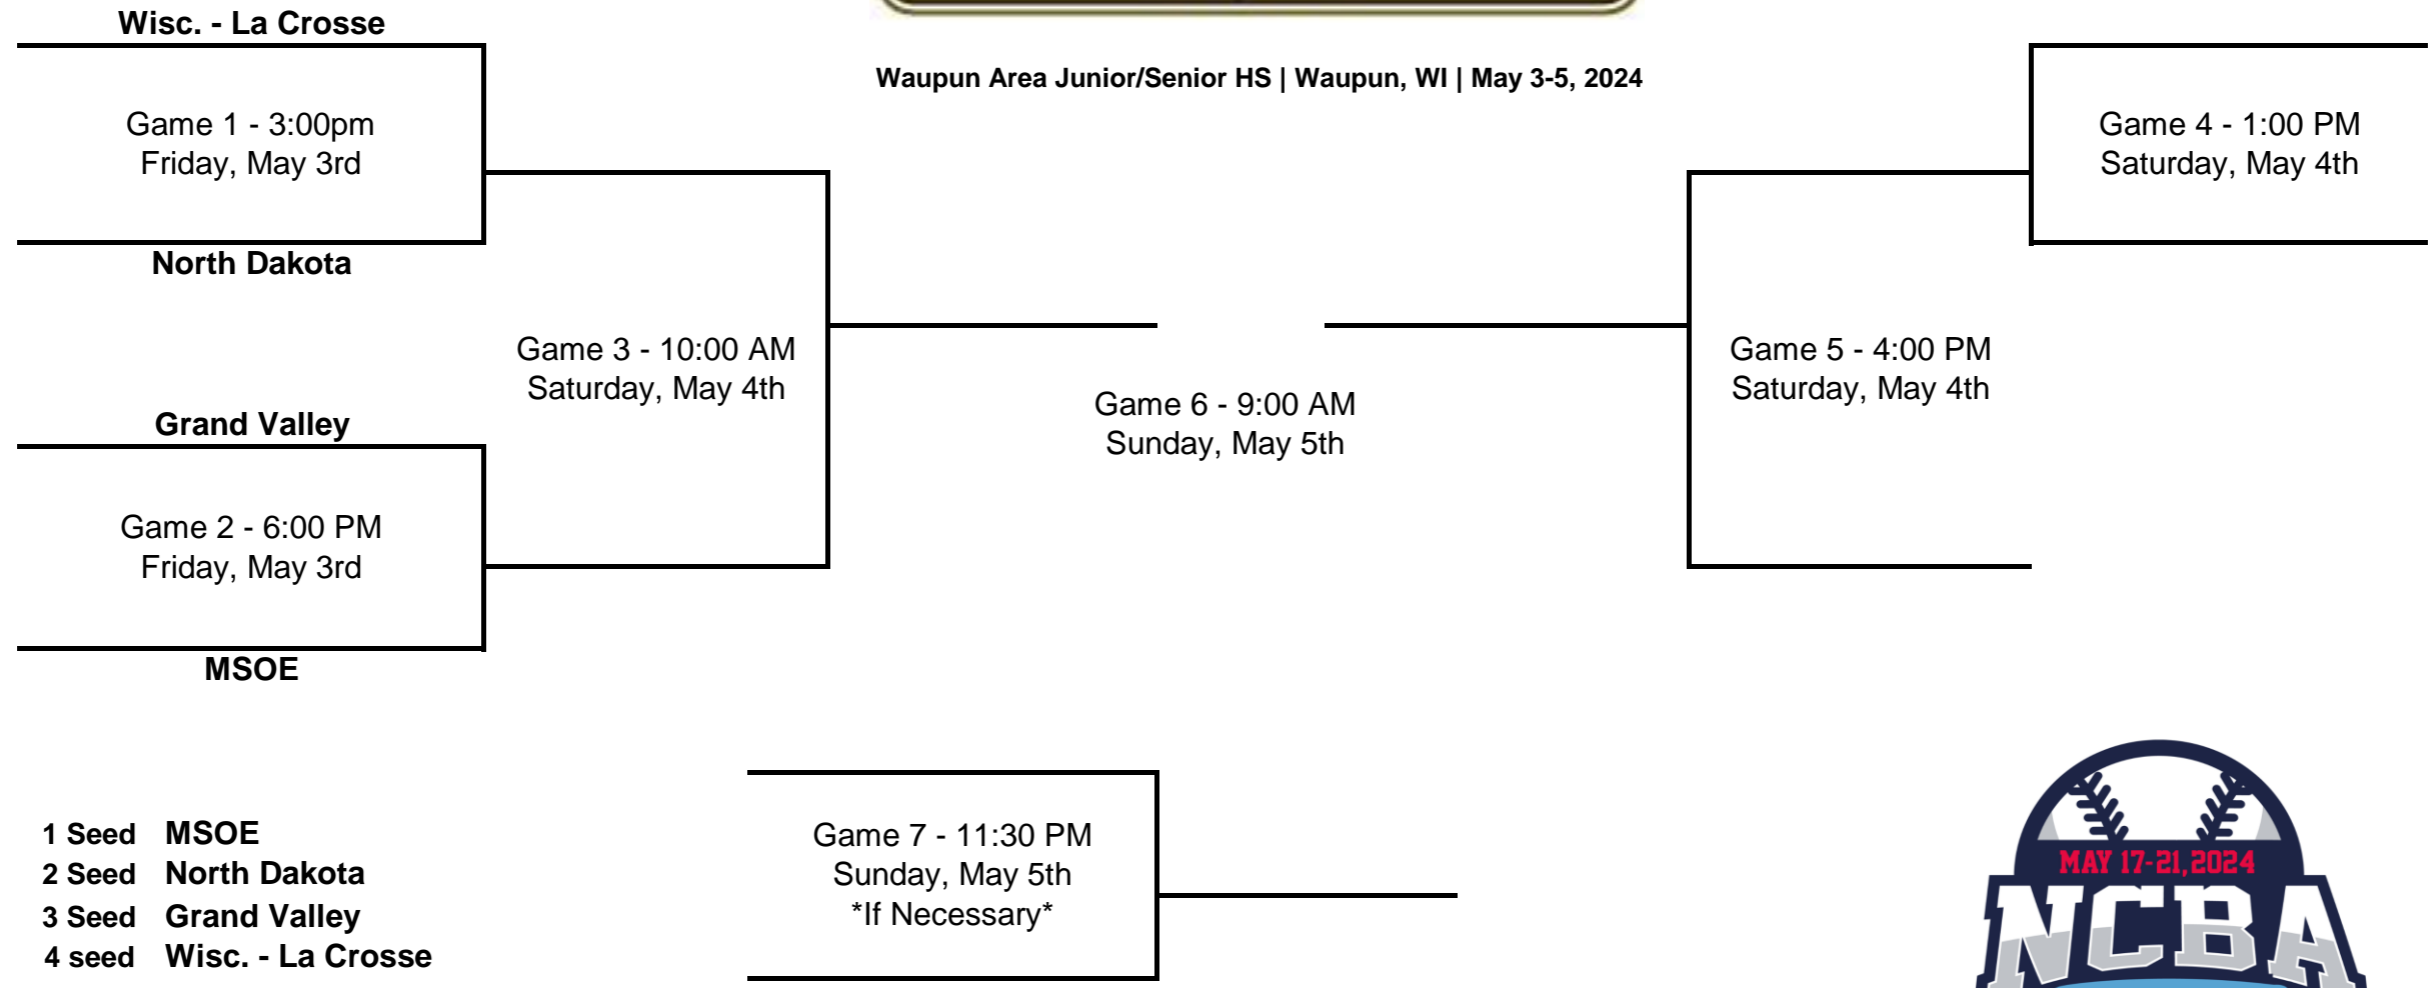 Wisc. - La Crosse
Waupun Area Junior/Senior HS | Waupun, WI | May 3-5, 2024
Game 1 - 3:00pm
Friday, May 3rd
North Dakota
Game 4 - 1:00 PM
Saturday, May 4th
Game 3 - 10:00 AM
Saturday, May 4th
Game 5 - 4:00 PM
Saturday, May 4th
Game 6 - 9:00 AM
Sunday, May 5th
Grand Valley
Game 2 - 6:00 PM
Friday, May 3rd
MSOE
1 Seed MSOE
2 Seed North Dakota
3 Seed Grand Valley
4 seed Wisc. - La Crosse
Game 7 - 11:30 PM
Sunday, May 5th
*If Necessary*
MAY 17-21, 2024
NCBA